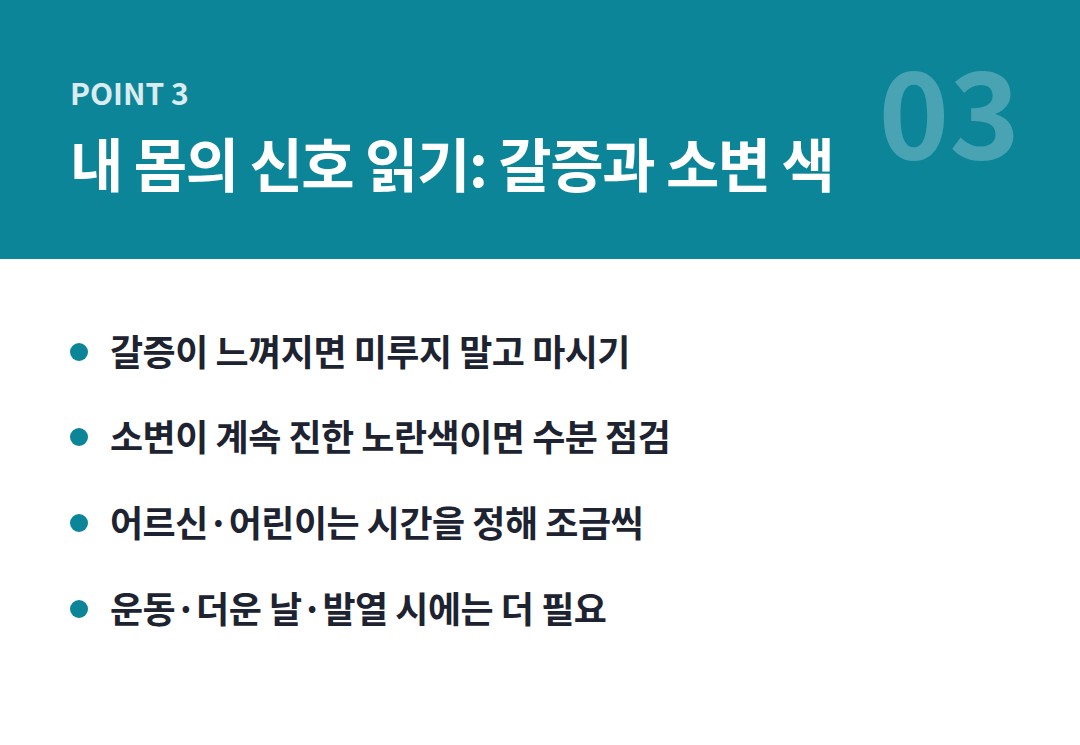 POINT 3
03
내 몸의 신호 읽기: 갈증과 소변 색
갈증이 느껴지면 미루지 말고 마시기
소변이 계속 진한 노란색이면 수분 점검
어르신·어린이는 시간을 정해 조금씩
운동·더운 날·발열 시에는 더 필요